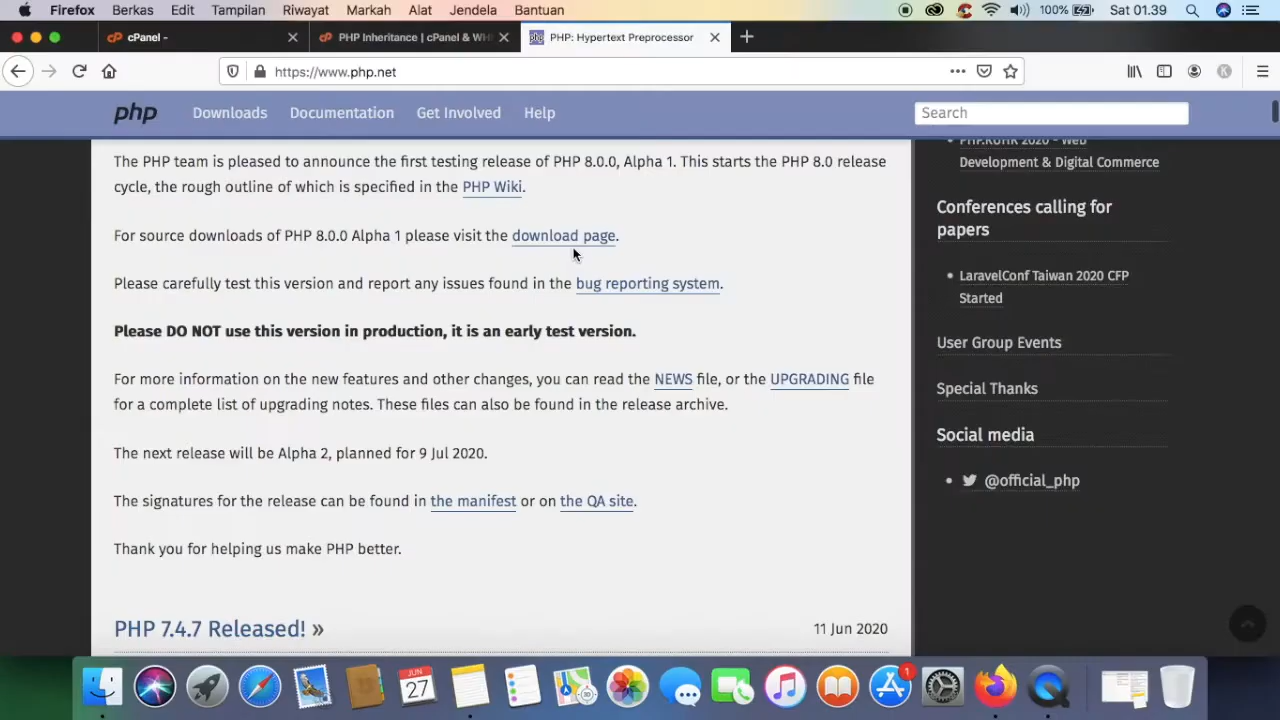 Firefox Berkas Edit Tampilan Riwayat Markah Alat Jendela Bantuan 100% Sat 01.39
cPanel - PHP Inheritance | cPanel & WH PHP: Hypertext Preprocessor
https://www.php.net
php Downloads Documentation Get Involved Help Search
The PHP team is pleased to announce the first testing release of PHP 8.0.0, Alpha 1. This starts the PHP 8.0 release
cycle, the rough outline of which is specified in the PHP Wiki.
For source downloads of PHP 8.0.0 Alpha 1 please visit the download page.
Please carefully test this version and report any issues found in the bug reporting system.
Please DO NOT use this version in production, it is an early test version.
For more information on the new features and other changes, you can read the NEWS file, or the UPGRADING file
for a complete list of upgrading notes. These files can also be found in the release archive.
The next release will be Alpha 2, planned for 9 Jul 2020.
The signatures for the release can be found in the manifest or on the QA site.
Thank you for helping us make PHP better.
PHP 7.4.7 Released! » 11 Jun 2020
2020 - Web
Development & Digital Commerce
Conferences calling for
papers
LaravelConf Taiwan 2020 CFP
Started
User Group Events
Special Thanks
Social media
@official_php
JUN
27
1